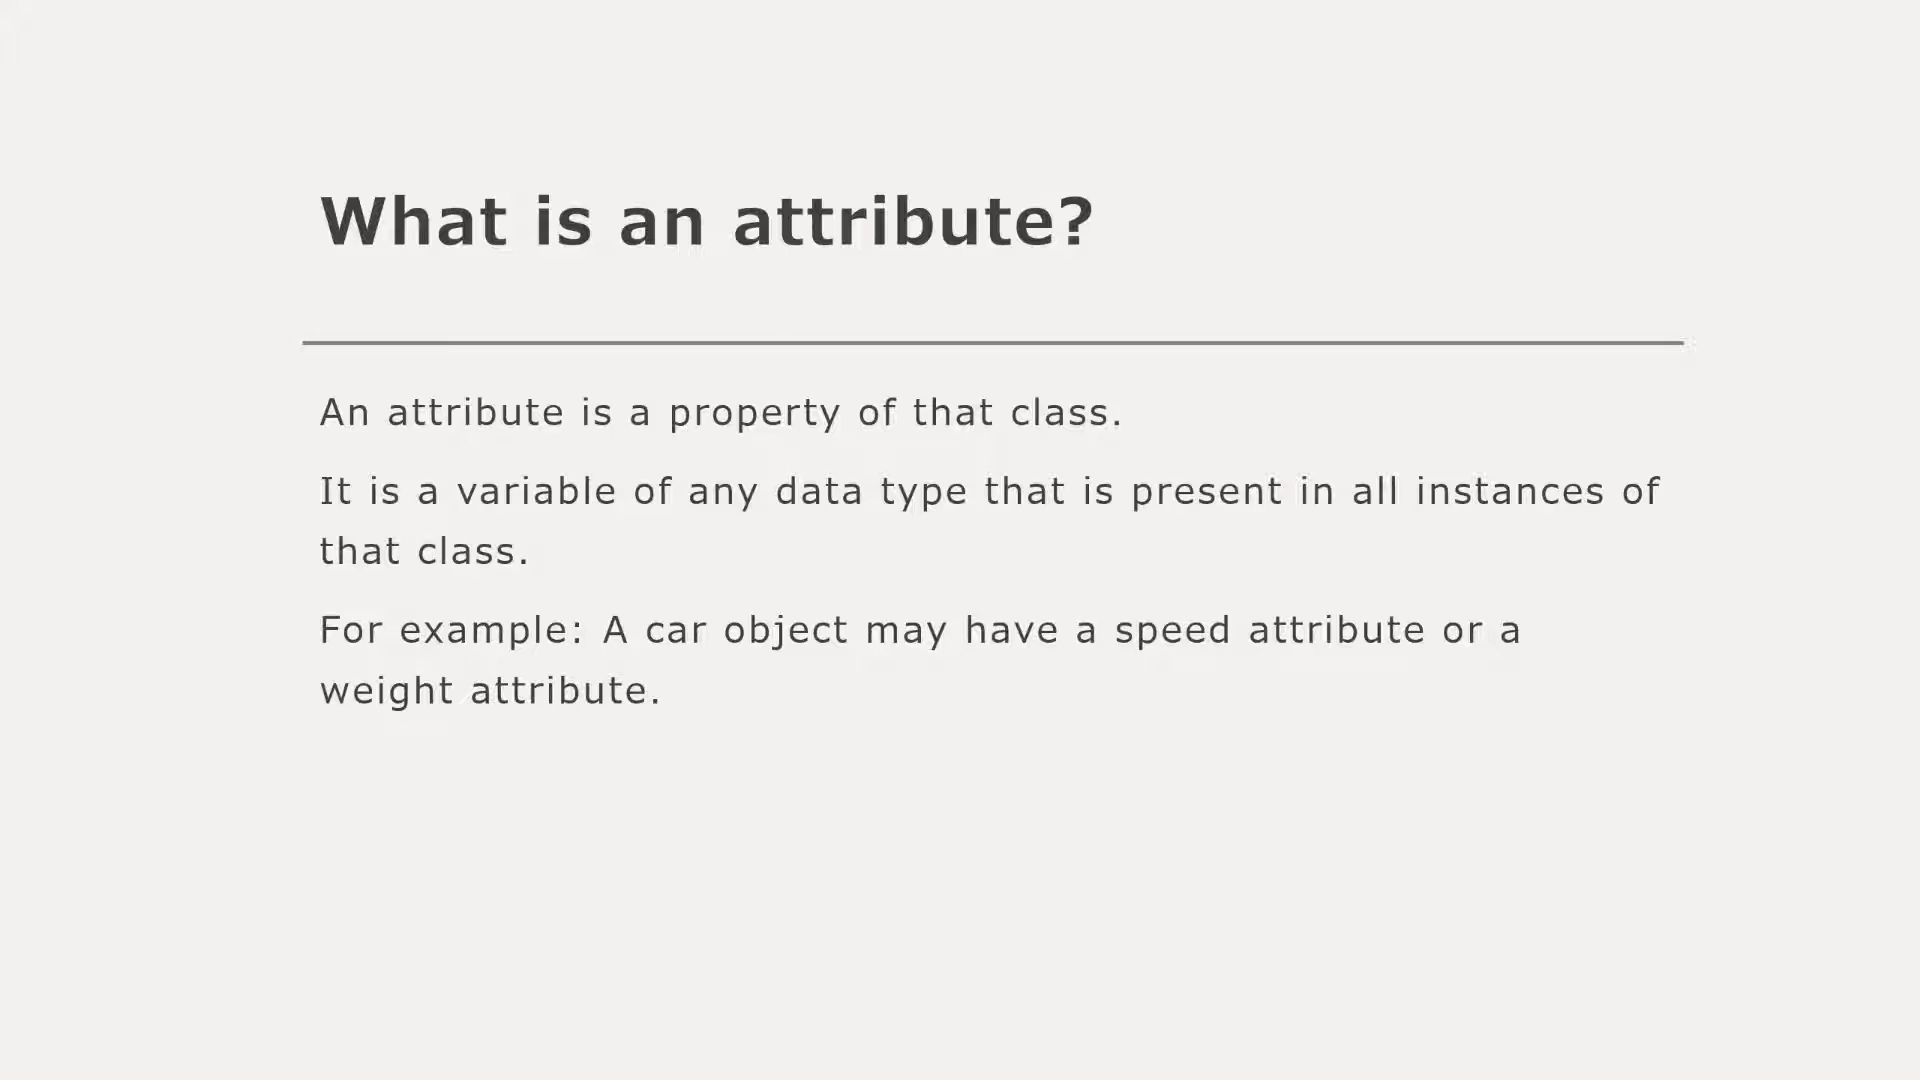 What is an attribute?
An attribute is a property of that class.
It is a variable of any data type that is present in all instances of
that class.
For example: A car object may have a speed attribute or a
weight attribute.